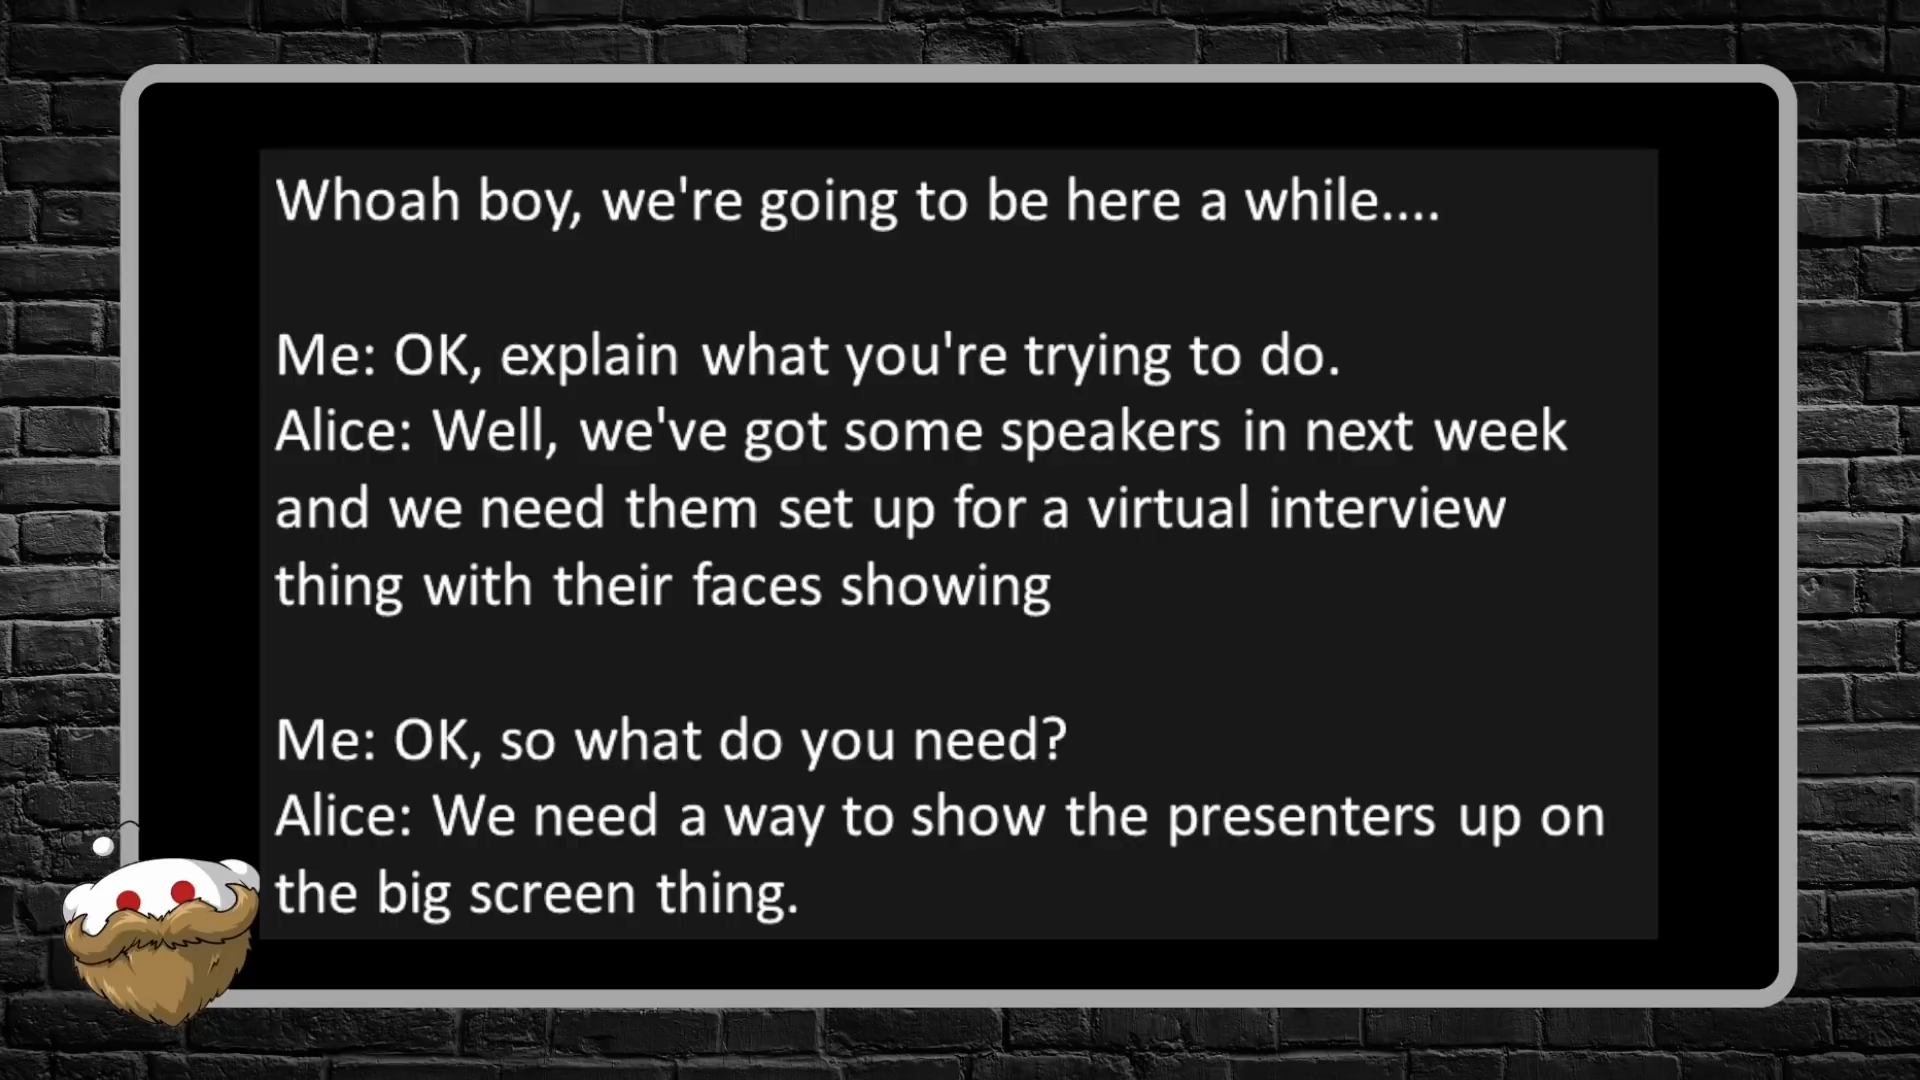 Whoah boy, we're going to be here a while....
Me: OK, explain what you're trying to do.
Alice: Well, we've got some speakers in next week
and we need them set up for a virtual interview
thing with their faces showing
Me: OK, so what do you need?
Alice: We need a way to show the presenters up on
the big screen thing.